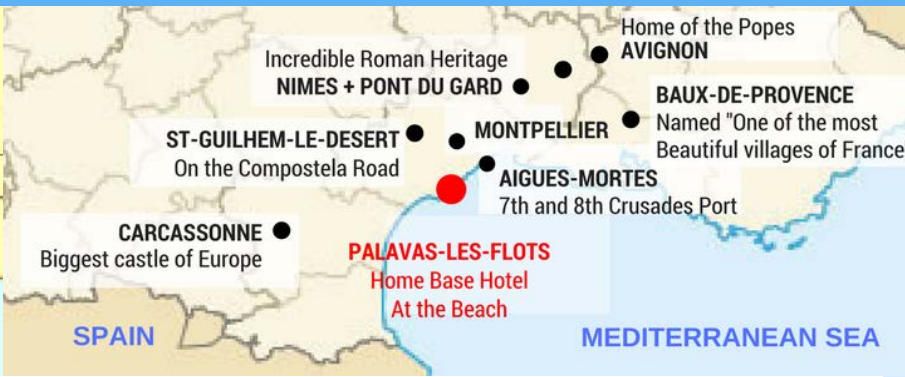 Home of the Popes
AVIGNON
Incredible Roman Heritage
NIMES + PONT DU GARD
BAUX-DE-PROVENCE
Named "One of the most
Beautiful villages of France
ST-GUILHEM-LE-DESERT
On the Compostela Road
MONTPELLIER
AIGUES-MORTES
7th and 8th Crusades Port
CARCASSONNE
Biggest castle of Europe
PALAVAS-LES-FLOTS
Home Base Hotel
At the Beach
SPAIN
MEDITERRANEAN SEA